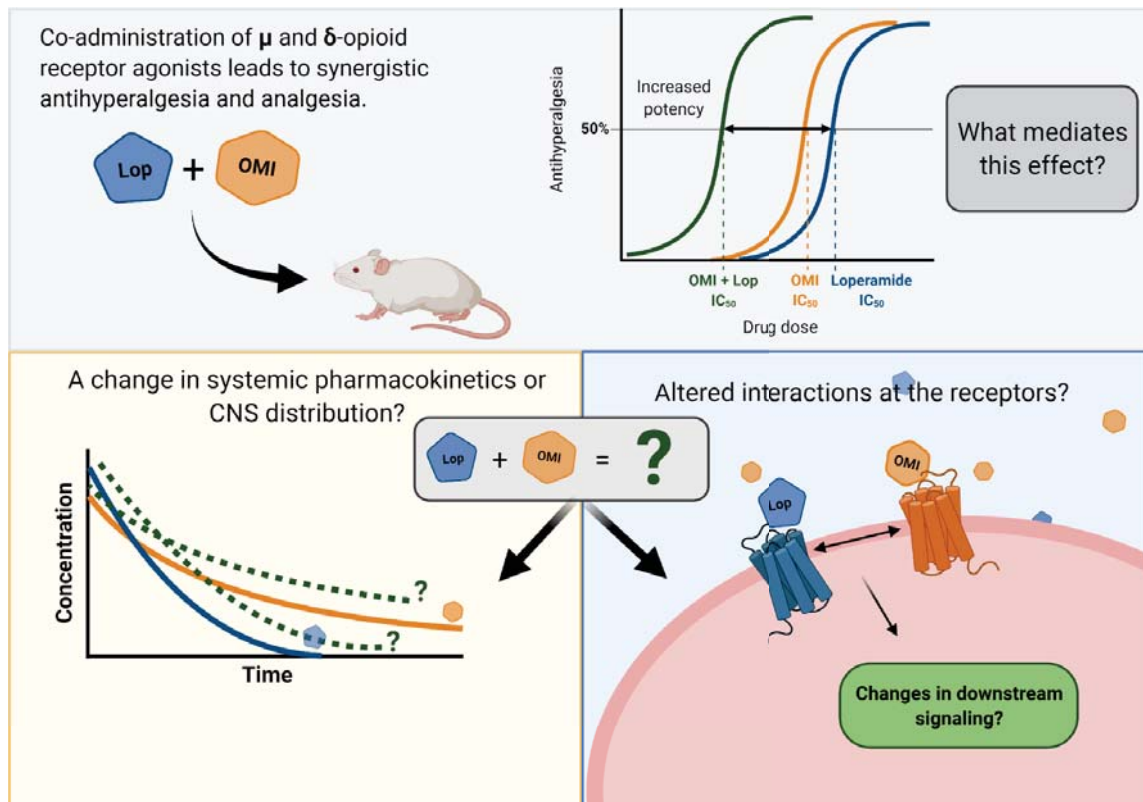 Co-administration of μ and δ-opioid
receptor agonists leads to synergistic
antihyperalgesia and analgesia.
Lop
+
OMI
Antihyperalgesia
Increased
potency
50%
OMI + Lop
IC50
OMI
IC50
Loperamide
IC50
Drug dose
What mediates
this effect?
A change in systemic pharmacokinetics or
CNS distribution?
Lop + OMI = ?
Concentration
?
?
Time
Altered interactions at the receptors?
OMI
Lop
Changes in downstream
signaling?